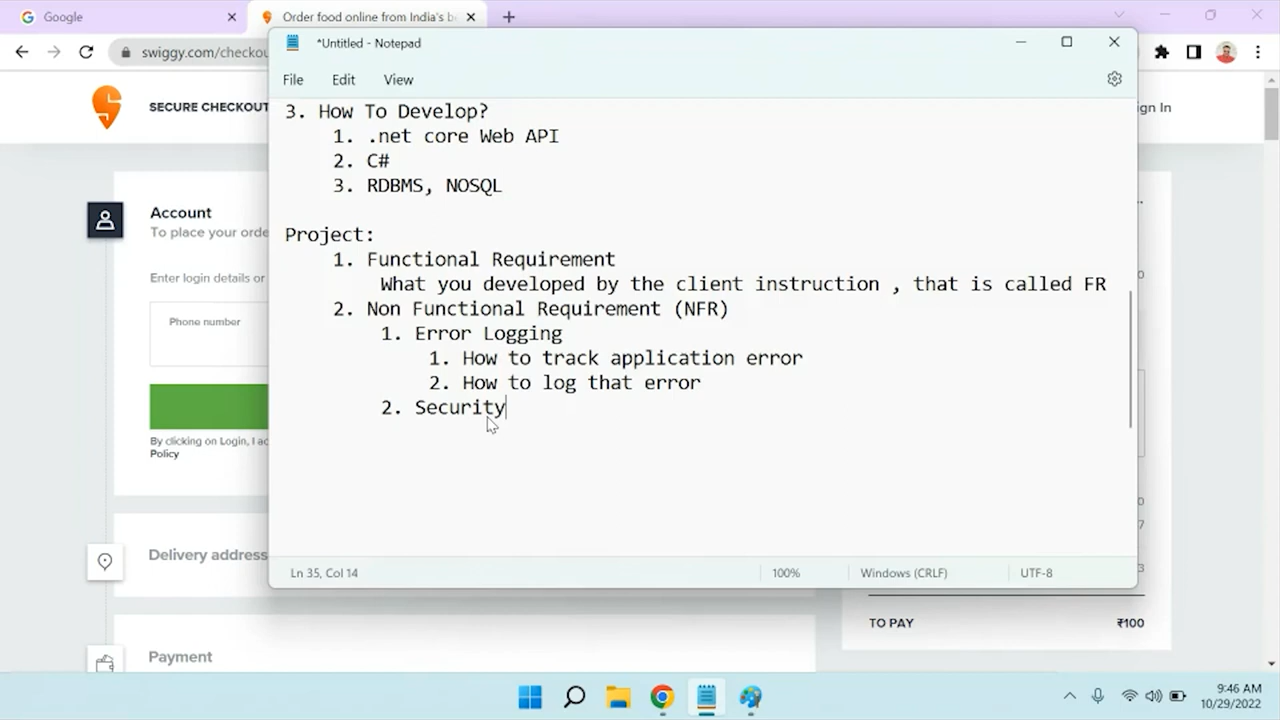 Google
Order food online from India's b
swiggy.com/checkou
*Untitled - Notepad
File Edit View
SECURE CHECKOUT
gn In
3. How To Develop?
1. .net core Web API
2. C#
3. RDBMS, NOSQL
Project:
1. Functional Requirement
What you developed by the client instruction , that is called FR
2. Non Functional Requirement (NFR)
1. Error Logging
1. How to track application error
2. How to log that error
2. Security
Account
To place your orde
Enter login details or
Phone number
By clicking on Login, I ac
Policy
Delivery address
Ln 35, Col 14
100%
Windows (CRLF)
UTF-8
TO PAY ₹100
Payment
9:46 AM
10/29/2022